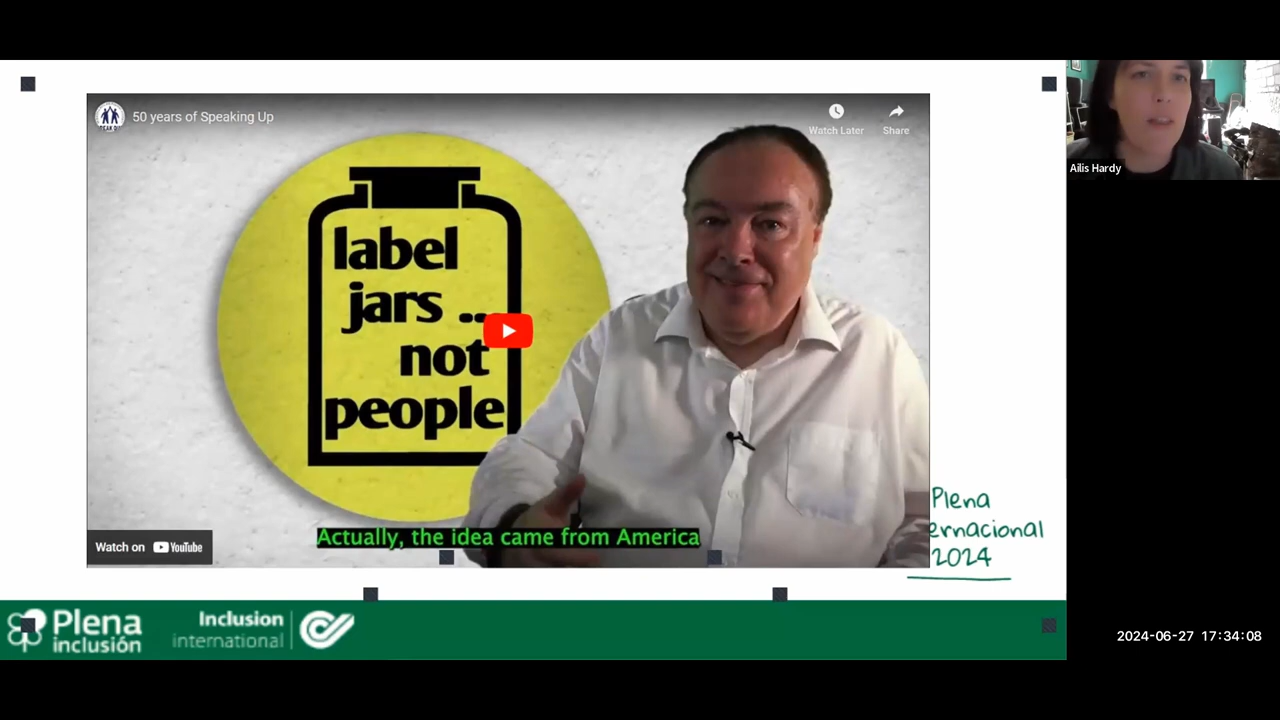 50 years of Speaking Up
Watch Later
Share
label
jars ..
not
people
Actually, the idea came from America
Watch on YouTube
Plena
ernacional
2024
Plena
inclusión
Inclusion
international
Ailis Hardy
2024-06-27 17:34:08